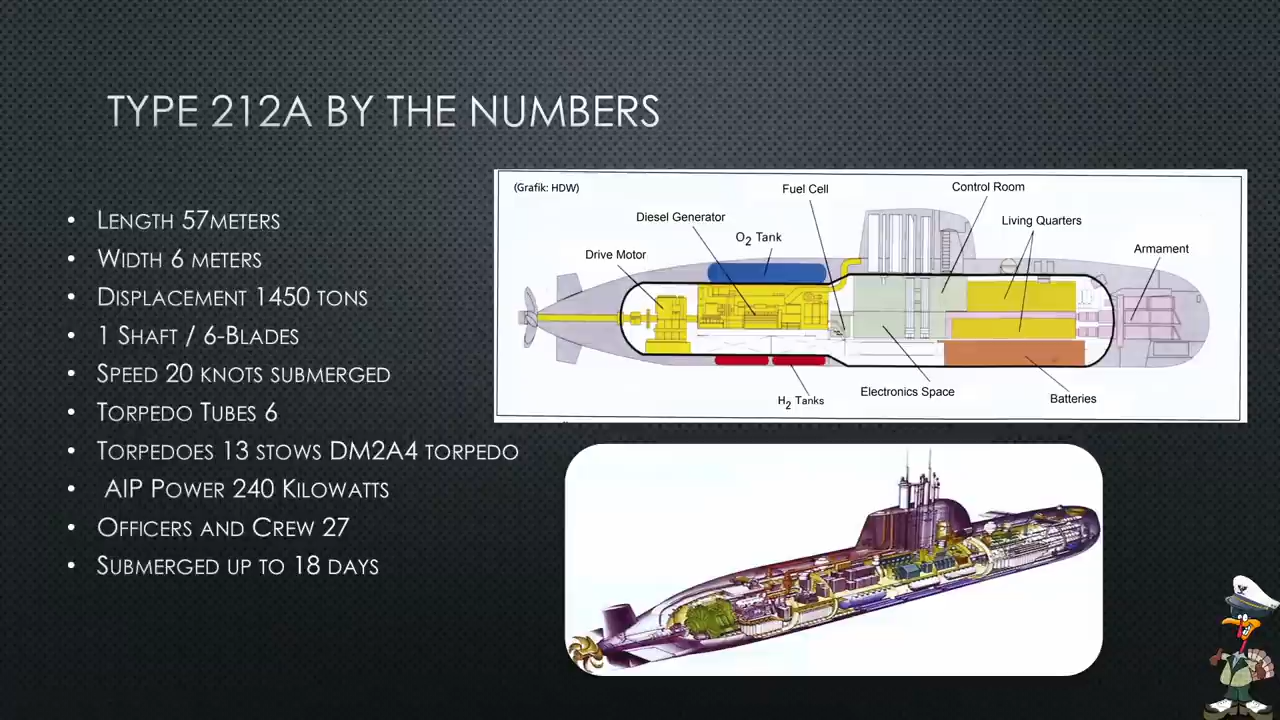 TYPE 212A BY THE NUMBERS
• LENGTH 57METERS
• WIDTH 6 METERS
• DISPLACEMENT 1450 TONS
• 1 SHAFT / 6-BLADES
• SPEED 20 KNOTS SUBMERGED
• TORPEDO TUBES 6
• TORPEDOES 13 STOWS DM2A4 TORPEDO
• AIP POWER 240 KILOWATTS
• OFFICERS AND CREW 27
• SUBMERGED UP TO 18 DAYS
(Grafik: HDW)
Fuel Cell
Control Room
Diesel Generator
Living Quarters
O2 Tank
Drive Motor
Armament
Electronics Space
H2 Tanks
Batteries